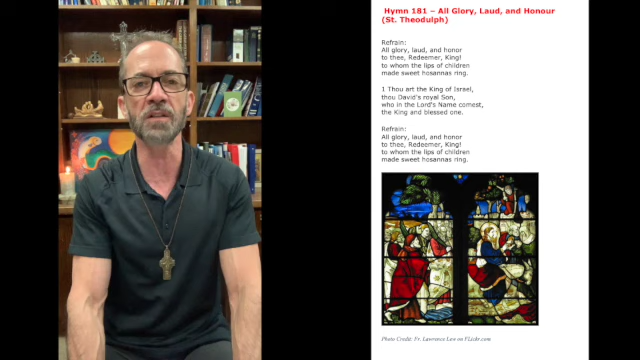 Hymn 181 – All Glory, Laud, and Honour
(St. Theodulph)
Refrain:
All glory, laud, and honor
to thee, Redeemer, King!
to whom the lips of children
made sweet hosannas ring.
1 Thou art the King of Israel,
thou David's royal Son,
who in the Lord's Name comest,
the King and blessed one.
Refrain:
All glory, laud, and honor
to thee, Redeemer, King!
to whom the lips of children
made sweet hosannas ring.
Photo Credit: Fr. Lawrence Lew on FLickr.com